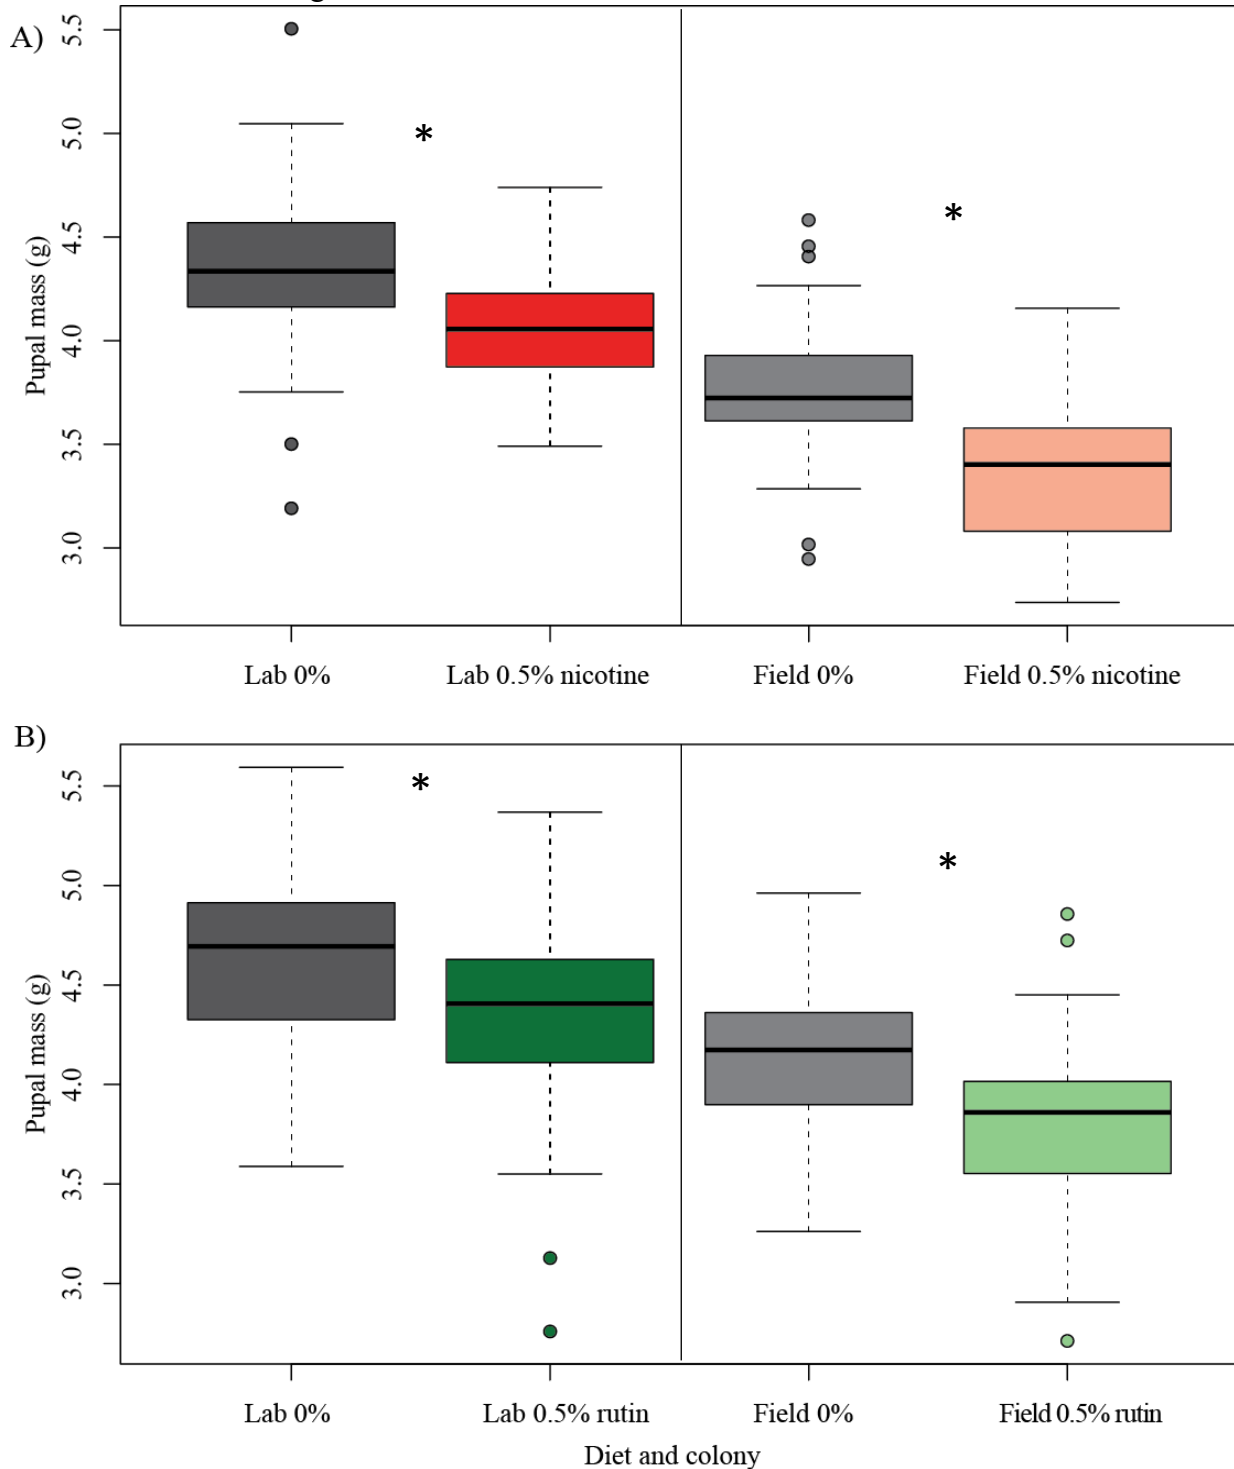 A)
5.5
5.0
4.5
4.0
3.5
3.0
Pupal mass (g)
*
*
Lab 0%
Lab 0.5% nicotine
Field 0%
Field 0.5% nicotine
B)
5.5
5.0
4.5
4.0
3.5
3.0
Pupal mass (g)
*
*
Lab 0%
Lab 0.5% rutin
Field 0%
Field 0.5% rutin
Diet and colony